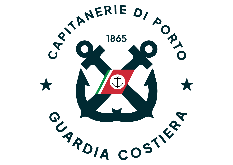 CAPITANERIE DI PORTO
1865
GUARDIA COSTIERA